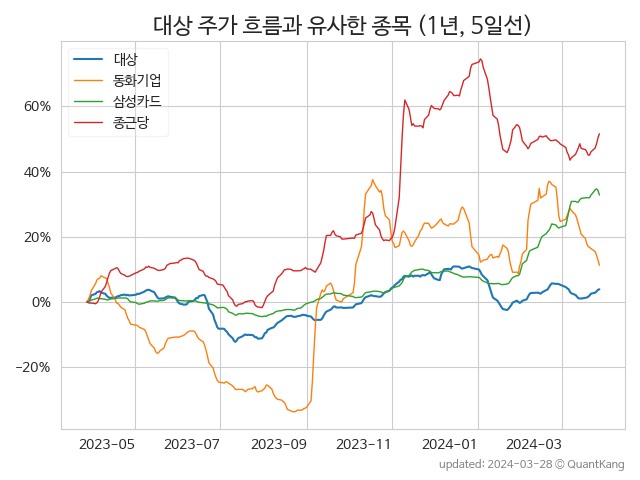 대상 주가 흐름과 유사한 종목 (1년, 5일선)
대상
동화기업
삼성카드
종근당
60%
40%
20%
0%
−20%
2023-05 2023-07 2023-09 2023-11 2024-01 2024-03
updated: 2024-03-28 © QuantKang